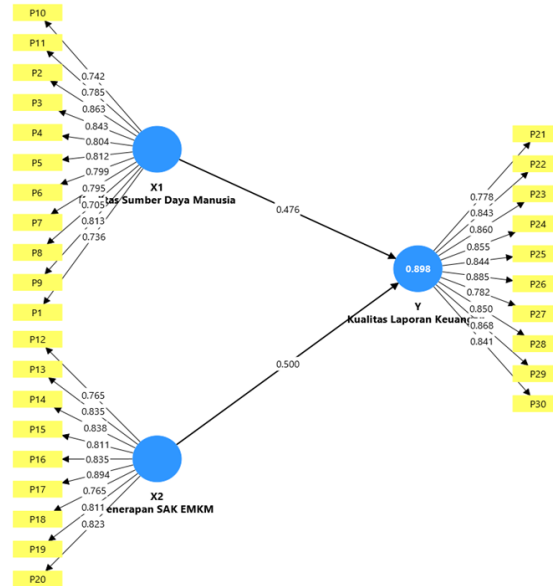 P10
P11
P2
P3
P4
P5
P6
P7
P8
P9
P1
0.742
0.785
0.863
0.843
0.804
0.812
0.799
0.795
0.705
0.813
0.736
X1
tas Sumber Daya Manusia
0.476
P12
P13
P14
P15
P16
P17
P18
P19
P20
0.765
0.835
0.838
0.811
0.835
0.894
0.765
0.811
0.823
X2
enerapan SAK EMKM
0.500
0.898
Y
Kualitas Laporan Keuan
0.778
0.843
0.860
0.855
0.844
0.885
0.782
0.850
0.868
0.841
P21
P22
P23
P24
P25
P26
P27
P28
P29
P30